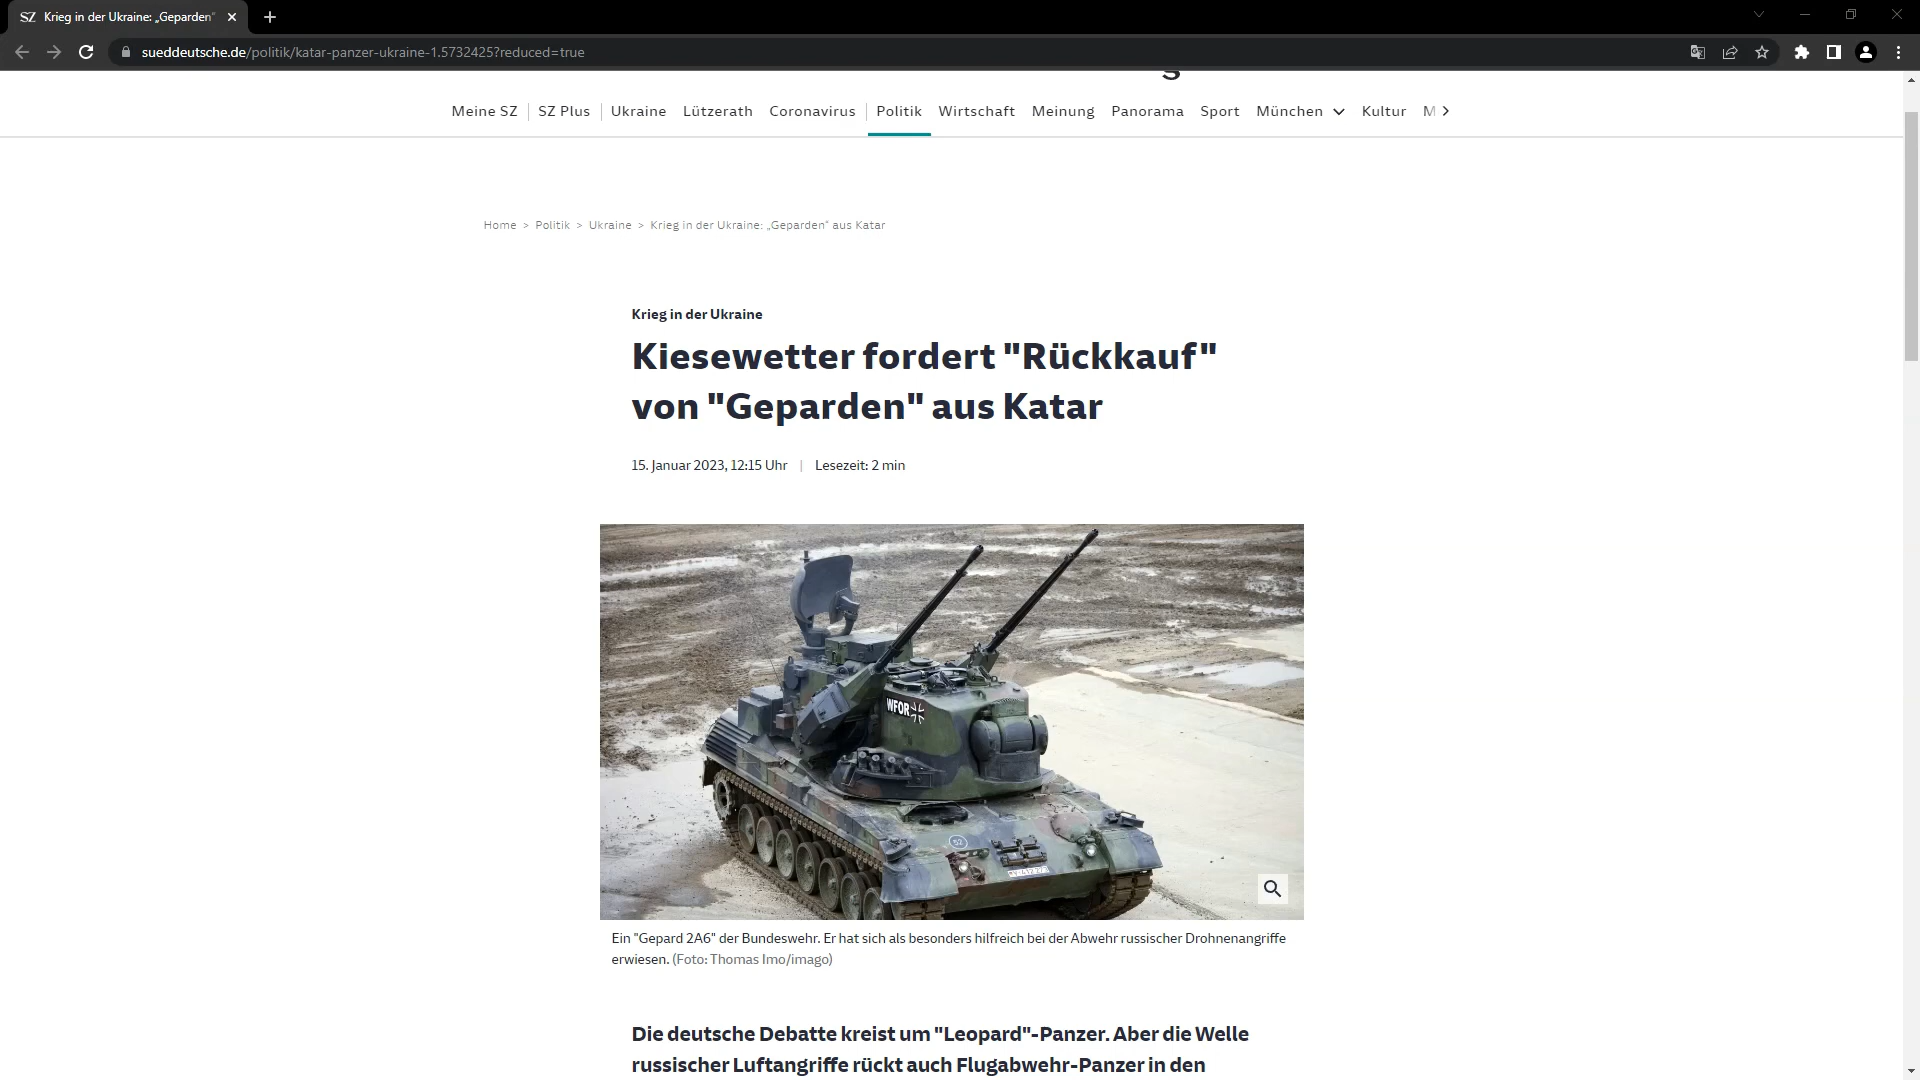 SZ Krieg in der Ukraine: „Geparden"
sueddeutsche.de/politik/katar-panzer-ukraine-1.5732425?reduced=true
Meine SZ SZ Plus Ukraine Lützerath Coronavirus Politik Wirtschaft Meinung Panorama Sport München Kultur M
Home > Politik > Ukraine > Krieg in der Ukraine: „Geparden“ aus Katar
Krieg in der Ukraine
Kiesewetter fordert "Rückkauf"
von "Geparden" aus Katar
15. Januar 2023, 12:15 Uhr | Lesezeit: 2 min
WFOR
52
Ein "Gepard 2A6" der Bundeswehr. Er hat sich als besonders hilfreich bei der Abwehr russischer Drohnenangriffe
erwiesen. (Foto: Thomas Imo/imago)
Die deutsche Debatte kreist um "Leopard"-Panzer. Aber die Welle
russischer Luftangriffe rückt auch Flugabwehr-Panzer in den